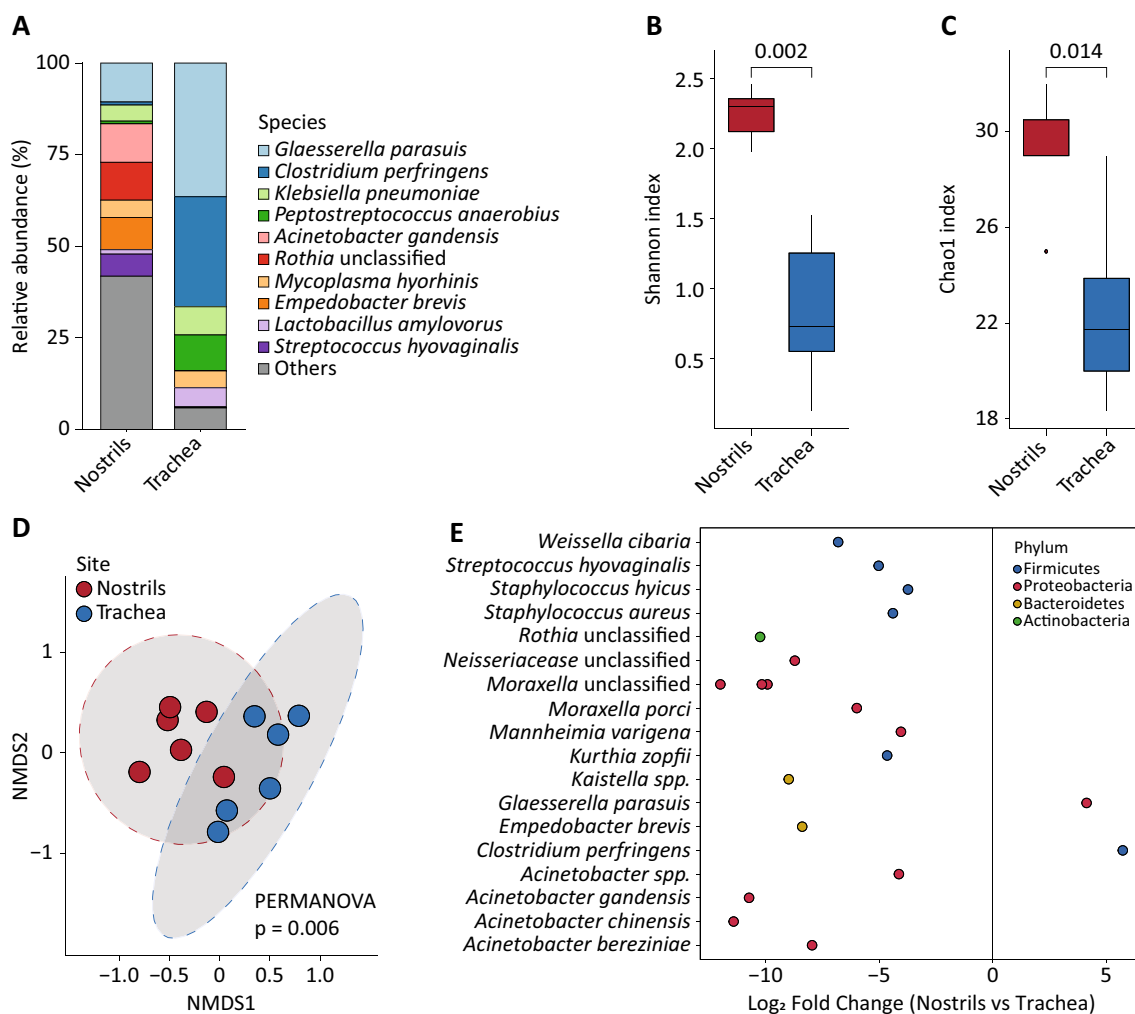 A
Relative abundance (%)
100
75
50
25
0
Nostrils
Trachea
Species
Glaesserella parasuis
Clostridium perfringens
Klebsiella pneumoniae
Peptostreptococcus anaerobius
Acinetobacter gandensis
Rothia unclassified
Mycoplasma hyorhinis
Empedobacter brevis
Lactobacillus amylovorus
Streptococcus hyovaginalis
Others
B
0.002
Shannon index
2.5
2.0
1.5
1.0
0.5
Nostrils
Trachea
C
0.014
Chao1 index
30
26
22
18
Nostrils
Trachea
D
Site
Nostrils
Trachea
NMDS2
1
0
−1
PERMANOVA
p = 0.006
−1.0 −0.5 0 0.5 1.0
NMDS1
E
Weissella cibaria
Streptococcus hyovaginalis
Staphylococcus hyicus
Staphylococcus aureus
Rothia unclassified
Neisseriacease unclassified
Moraxella unclassified
Moraxella porci
Mannheimia varigena
Kurthia zopfii
Kaistella spp.
Glaesserella parasuis
Empedobacter brevis
Clostridium perfringens
Acinetobacter spp.
Acinetobacter gandensis
Acinetobacter chinensis
Acinetobacter bereziniae
Phylum
Firmicutes
Proteobacteria
Bacteroidetes
Actinobacteria
−10 −5 0 5
Log₂ Fold Change (Nostrils vs Trachea)